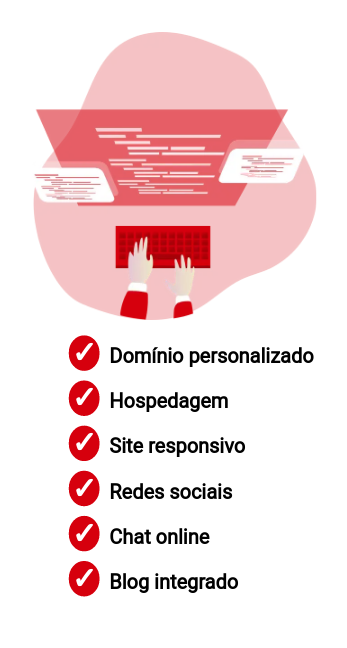 Domínio personalizado
Hospedagem
Site responsivo
Redes sociais
Chat online
Blog integrado